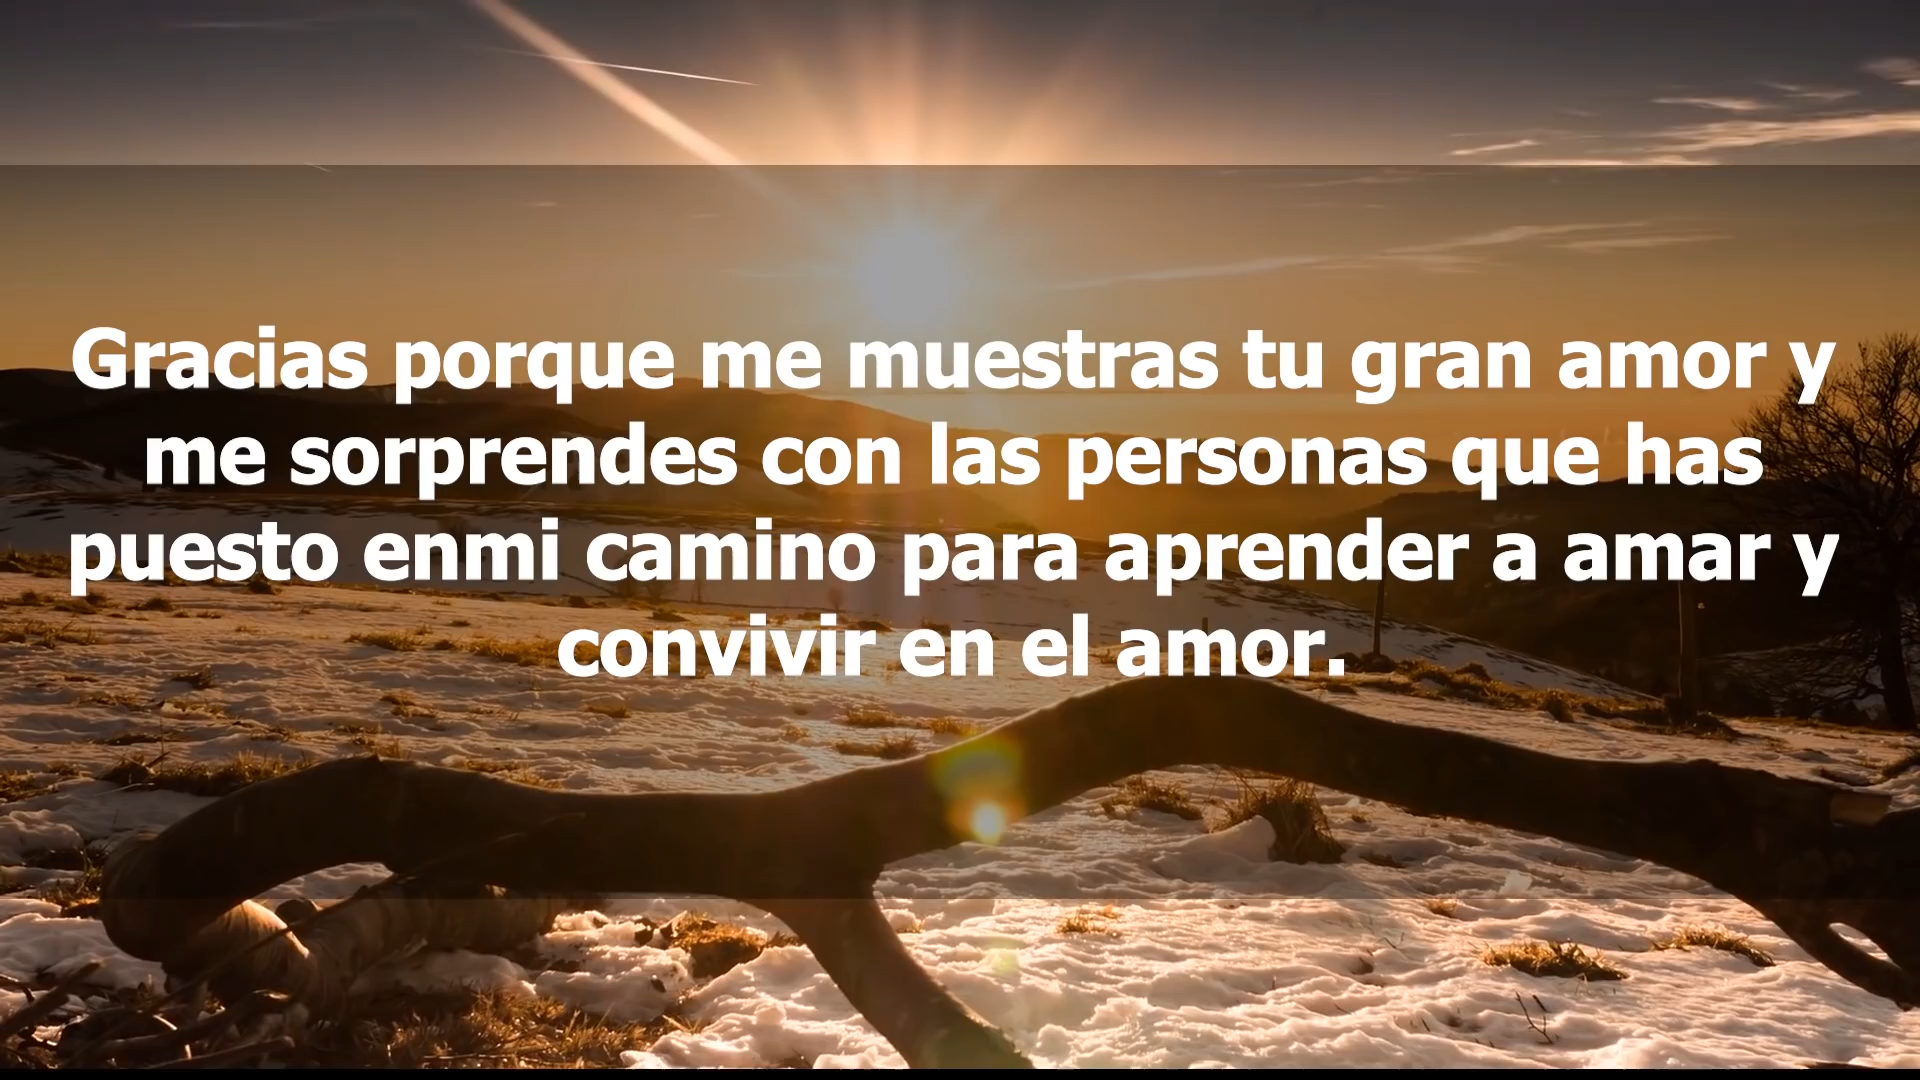 Gracias porque me muestras tu gran amor y
me sorprendes con las personas que has
puesto enmi camino para aprender a amar y
convivir en el amor.